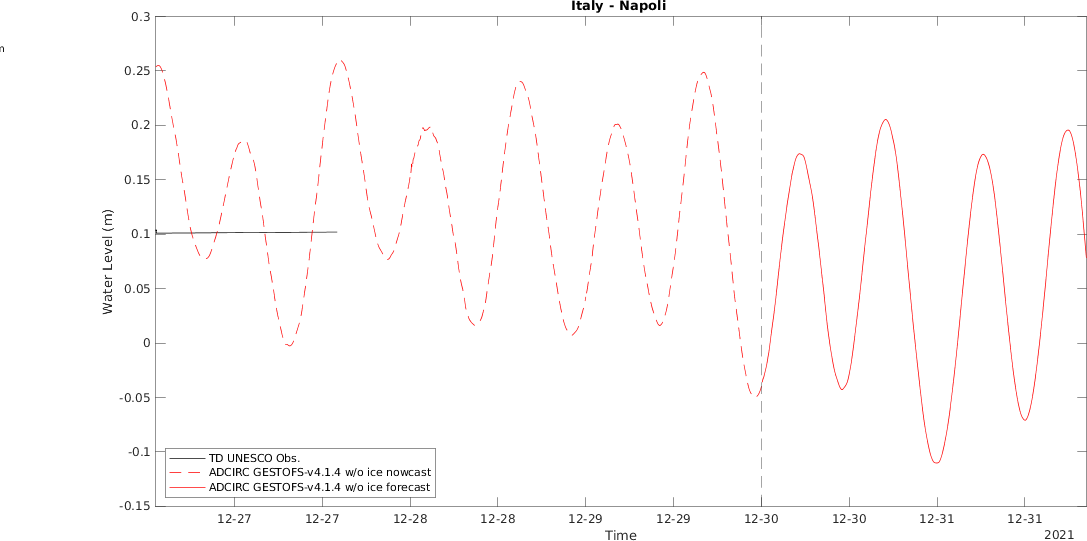 Italy - Napoli
m
0.3
0.25
0.2
0.15
0.1
0.05
0
-0.05
-0.1
-0.15
Water Level (m)
TD UNESCO Obs.
ADCIRC GESTOFS-v4.1.4 w/o ice nowcast
ADCIRC GESTOFS-v4.1.4 w/o ice forecast
12-27 12-27 12-28 12-28 12-29 12-29 12-30 12-30 12-31 12-31
Time
2021